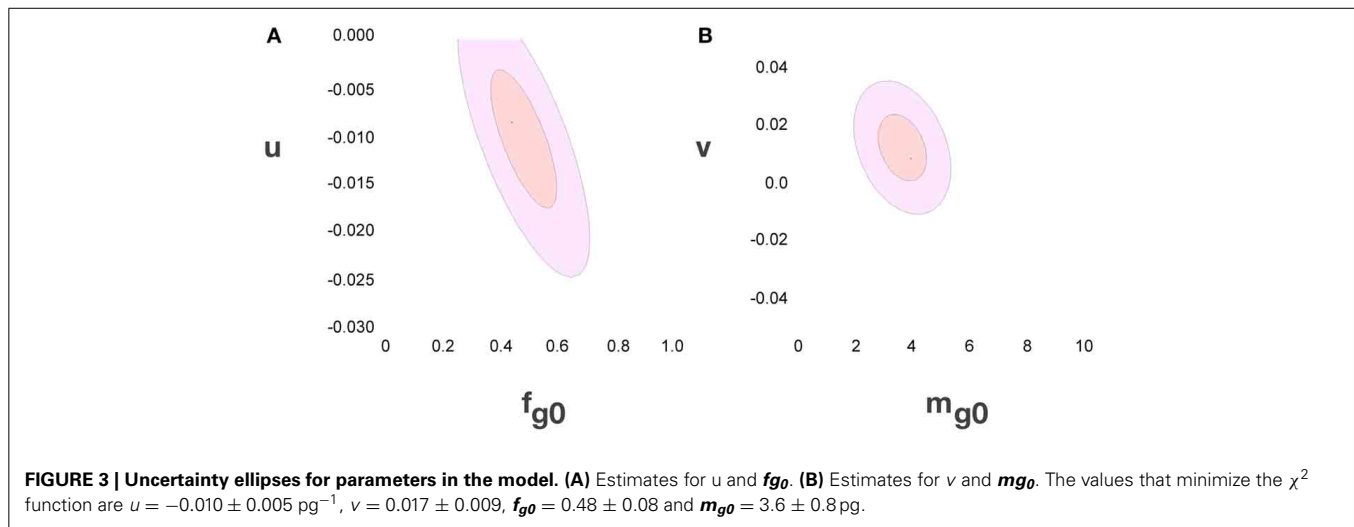 A
0.000
-0.005
-0.010
-0.015
-0.020
-0.025
-0.030
u
0 0.2 0.4 0.6 0.8 1.0
fg0
B
0.04
0.02
0.0
-0.02
-0.04
v
0 2 4 6 8 10
mg0
FIGURE 3 | Uncertainty ellipses for parameters in the model. (A) Estimates for u and fg0. (B) Estimates for v and mg0. The values that minimize the χ²
function are u = −0.010 ± 0.005 pg⁻¹, v = 0.017 ± 0.009, fg0 = 0.48 ± 0.08 and mg0 = 3.6 ± 0.8 pg.